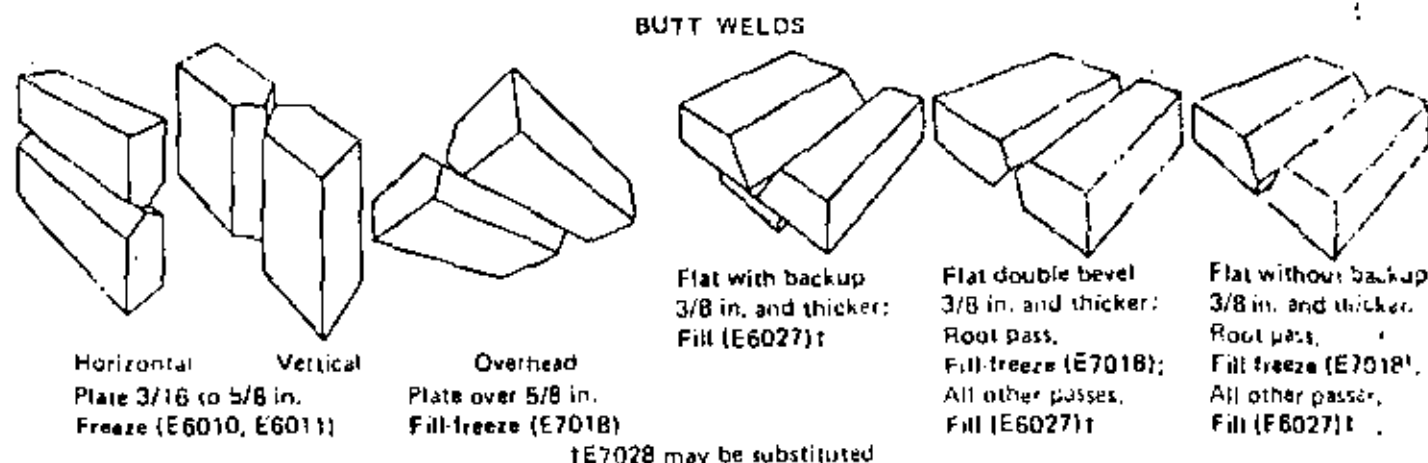 BUTT WELDS
Horizontal Vertical Overhead
Plate 3/16 to 5/8 in.
Freeze (E6010, E6011)
Plate over 5/8 in.
Fill-freeze (E7018)
Flat with backup
3/8 in. and thicker:
Fill (E6027)†
Flat double bevel
3/8 in. and thicker:
Root pass,
Fill-freeze (E7018);
All other passes,
Fill (E6027)†
Flat without backup
3/8 in. and thicker.
Root pass,
Fill freeze (E7018),
All other passes,
Fill (E6027)†
†E7028 may be substituted